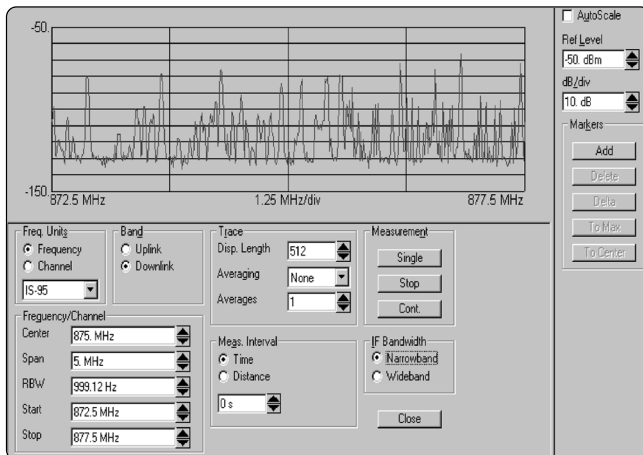 -50.
-150.
872.5 MHz
1.25 MHz/div
877.5 MHz
Freq. Units
Frequency
Channel
IS-95
Band
Uplink
Downlink
Trace
Disp. Length
512
Averaging
None
Averages
1
Measurement
Single
Stop
Cont.
Frequency/Channel
Center
875. MHz
Span
5. MHz
RBW
999.12 Hz
Start
872.5 MHz
Stop
877.5 MHz
Meas. Interval
Time
Distance
0 s
IF Bandwidth
Narrowband
Wideband
Close
AutoScale
Ref Level
-50. dBm
dB/div
10. dB
Markers
Add
Delete
Delta
To Max
To Center